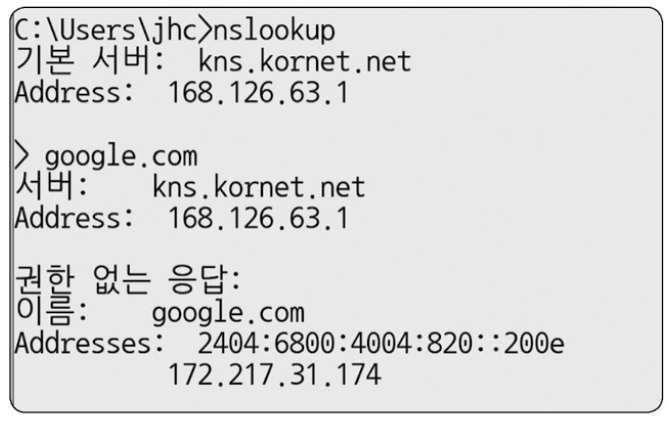 C:\Users\jhc>nslookup
기본 서버:  kns.kornet.net
Address:  168.126.63.1
> google.com
서버:    kns.kornet.net
Address:  168.126.63.1
권한 없는 응답:
이름:    google.com
Addresses:  2404:6800:4004:820::200e
172.217.31.174